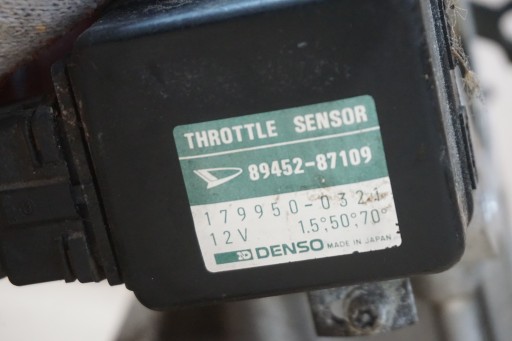 THROTTLE SENSOR
89452-87109
179950-0321
12V 1.5°,50°,70°
DENSO MADE IN JAPAN